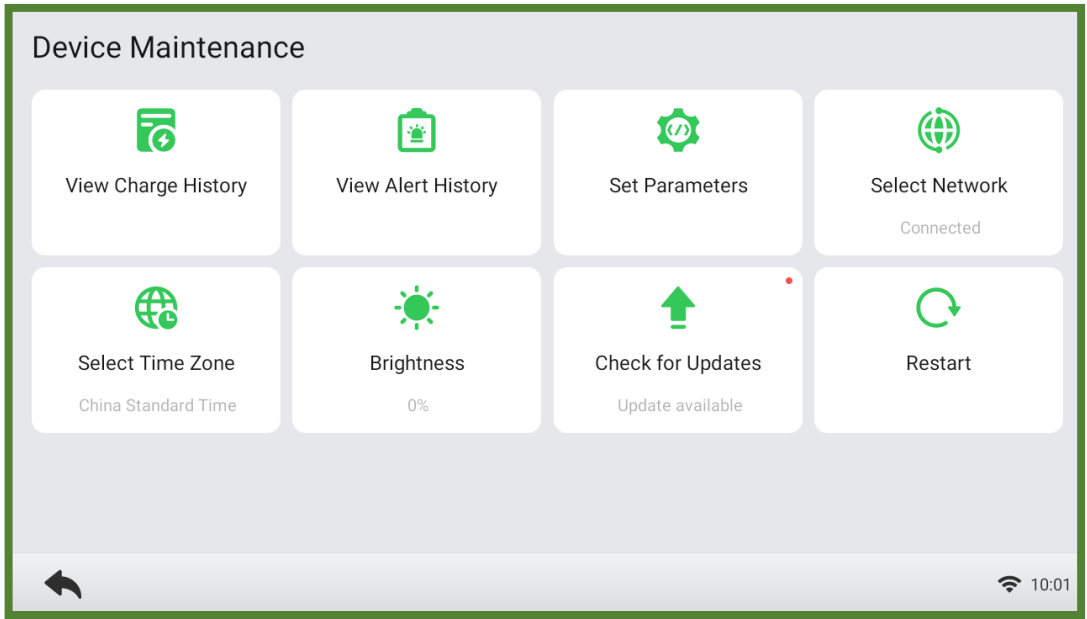 Device Maintenance
View Charge History
View Alert History
Set Parameters
Select Network
Connected
Select Time Zone
China Standard Time
Brightness
0%
Check for Updates
Update available
Restart
10:01